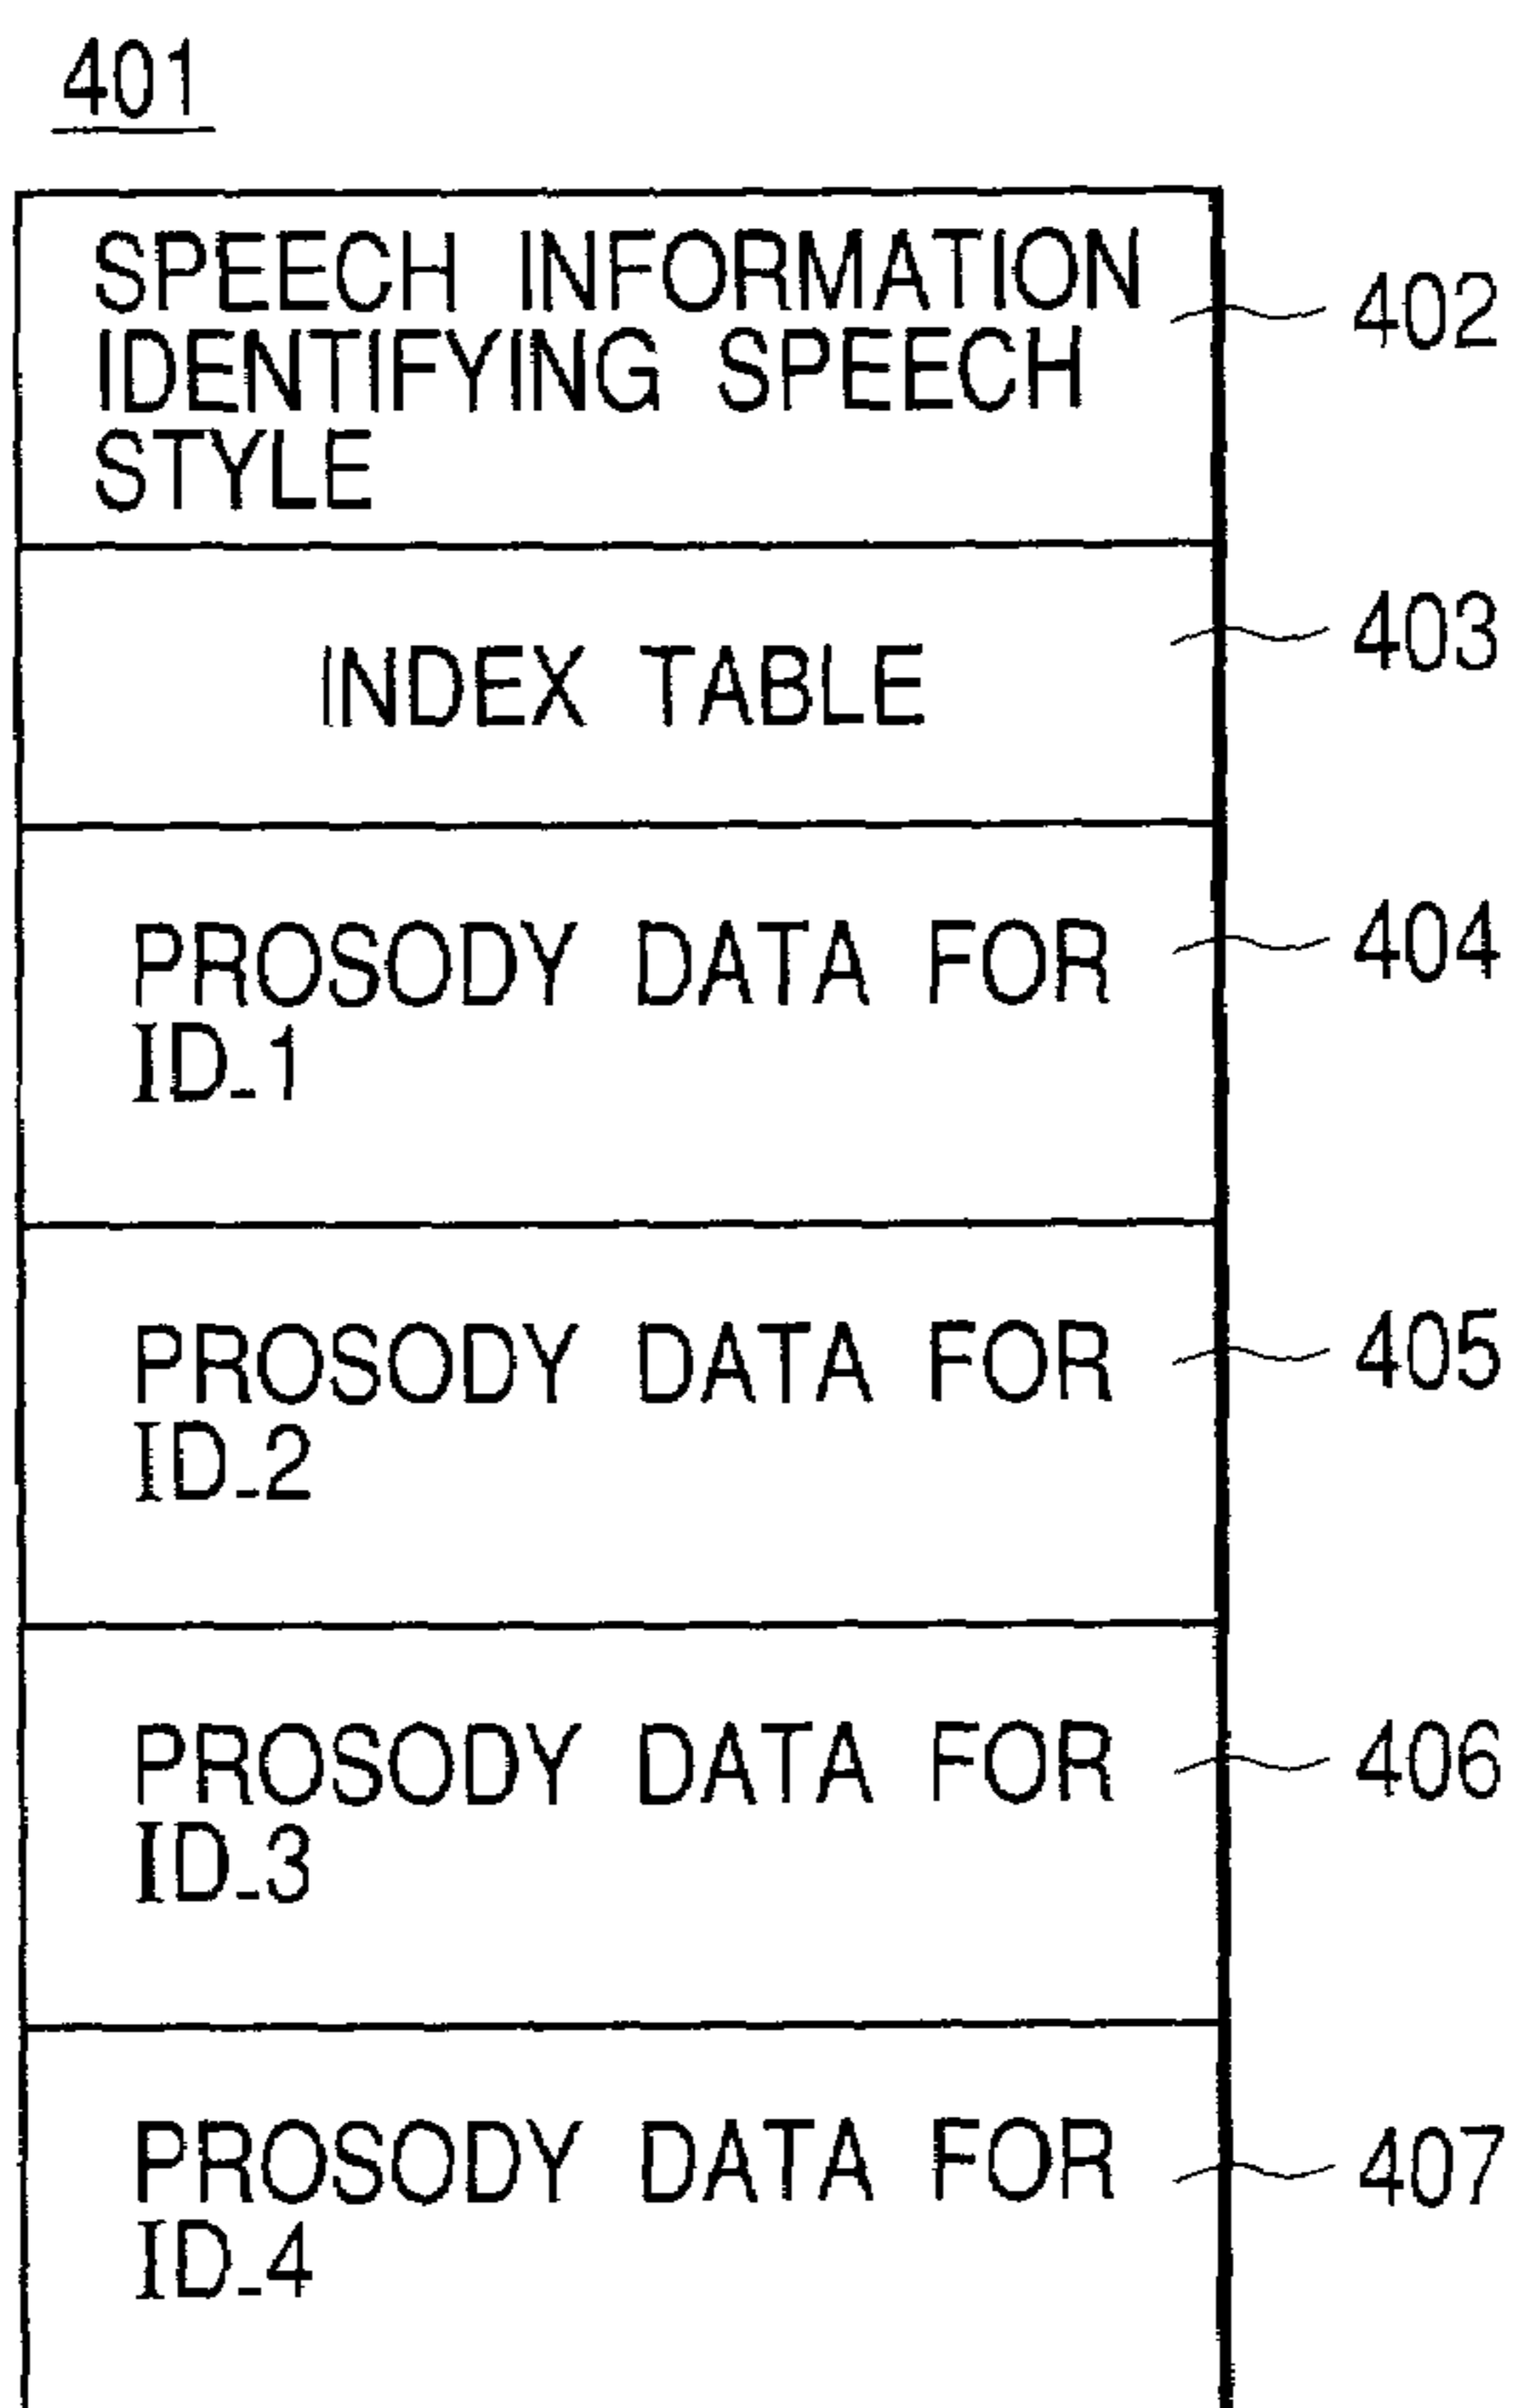 401
SPEECH INFORMATION
IDENTIFYING SPEECH
STYLE
402
INDEX TABLE
403
PROSODY DATA FOR
ID_1
404
PROSODY DATA FOR
ID_2
405
PROSODY DATA FOR
ID_3
406
PROSODY DATA FOR
ID_4
407